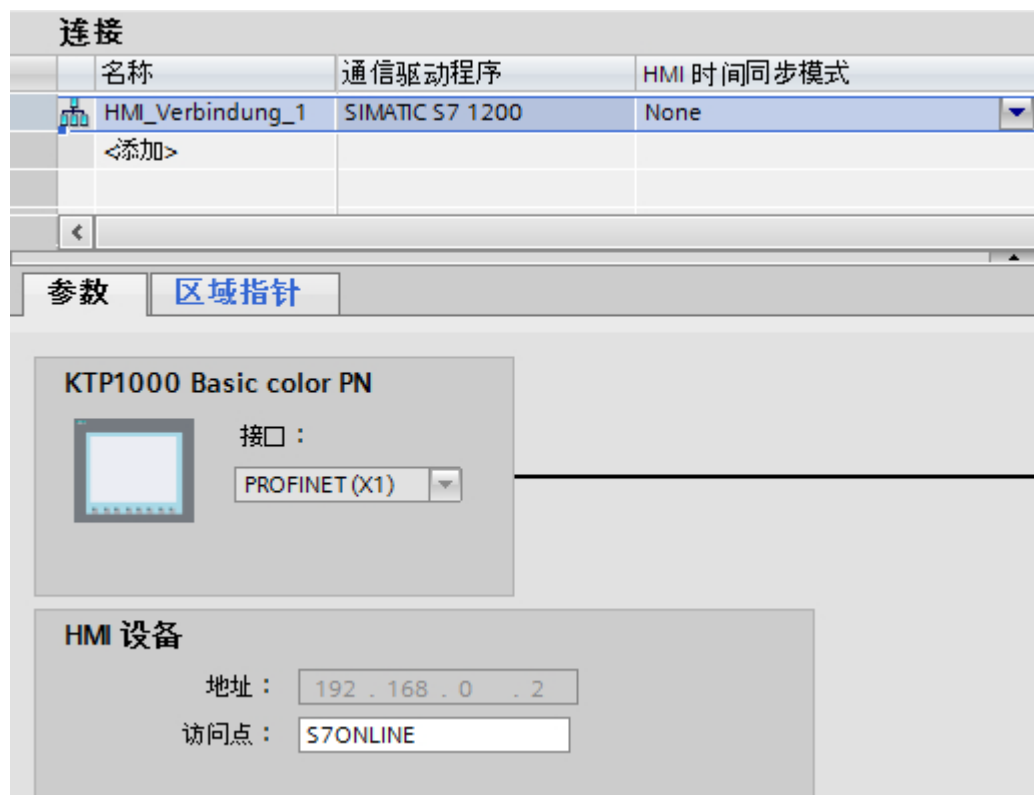 连接
名称 通信驱动程序 HMI 时间同步模式
HMI_Verbindung_1 SIMATIC S7 1200 None
<添加>
参数 区域指针
KTP1000 Basic color PN
接口：
PROFINET (X1)
HMI 设备
地址： 192 . 168 . 0 . 2
访问点： S7ONLINE